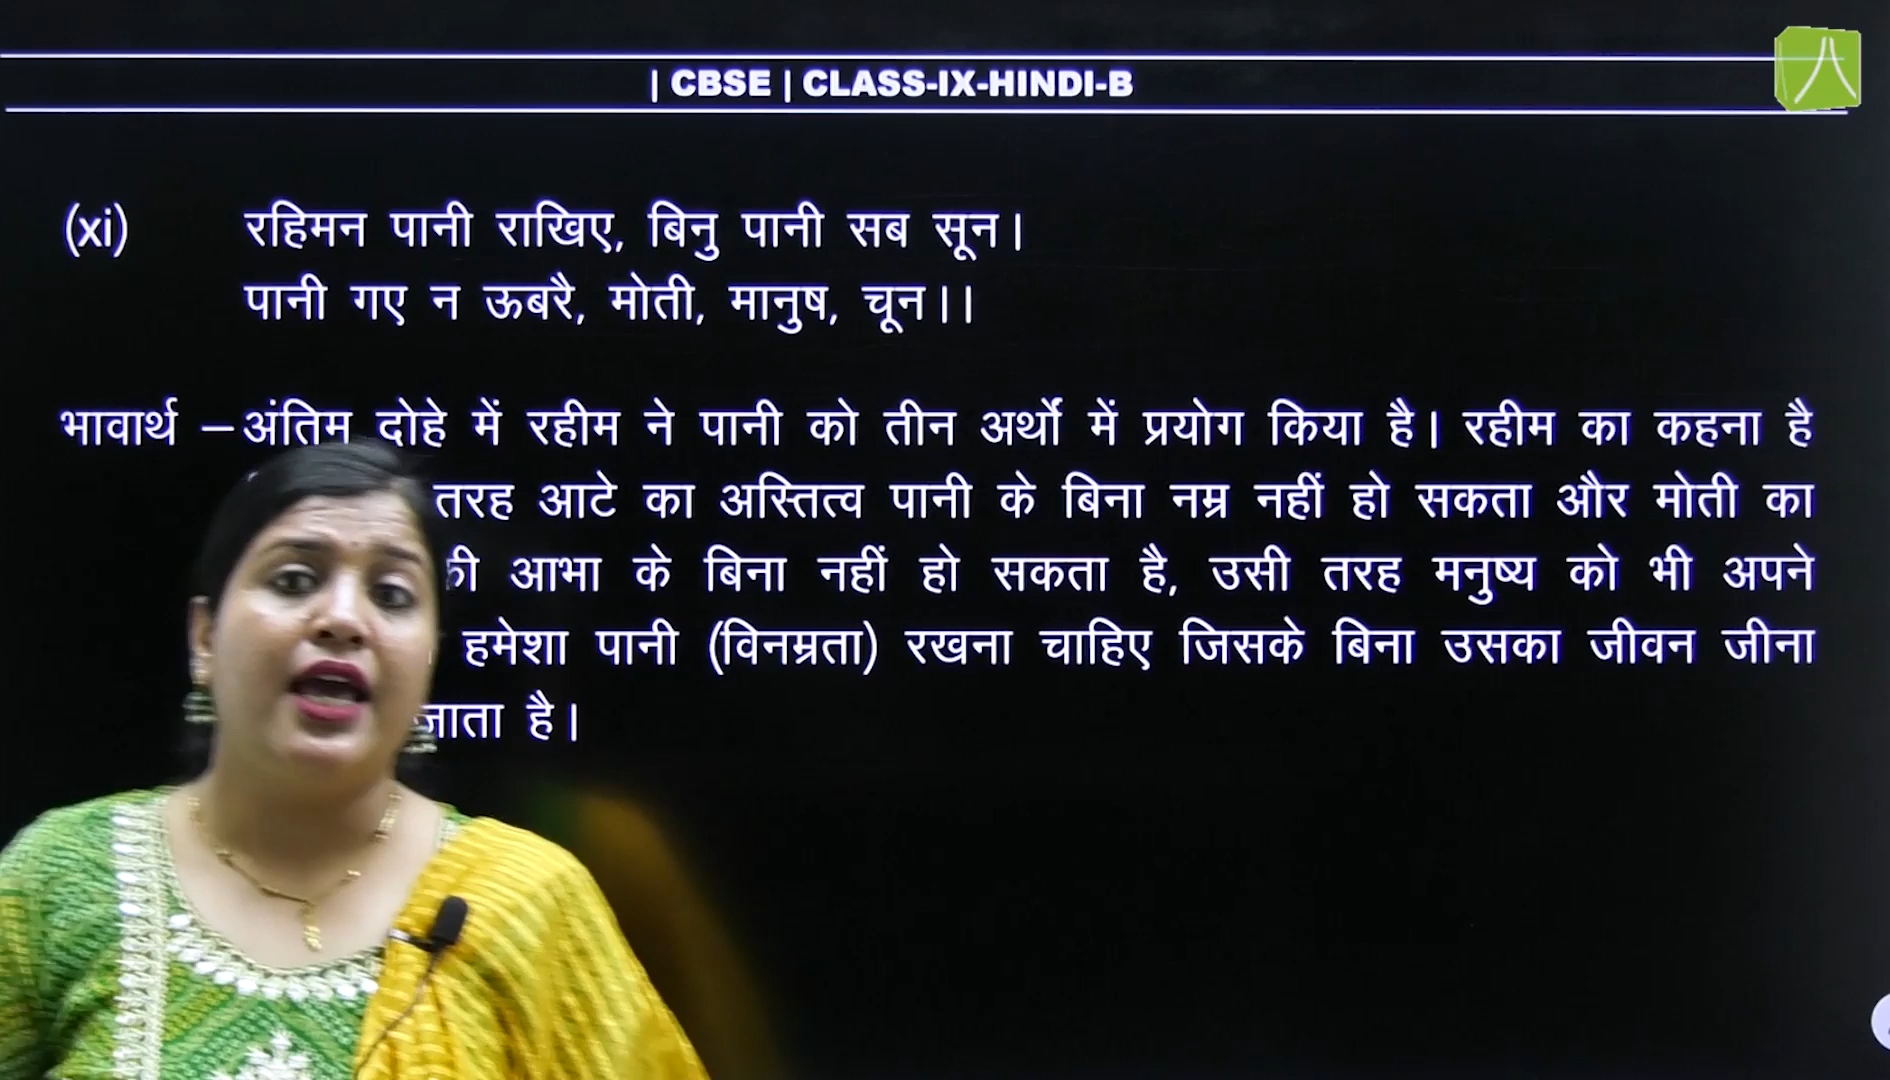 | CBSE | CLASS-IX-HINDI-B
(xi) रहिमन पानी राखिए, बिनु पानी सब सून।
पानी गए न ऊबरै, मोती, मानुष, चून।।
भावार्थ – अंतिम दोहे में रहीम ने पानी को तीन अर्थों में प्रयोग किया है। रहीम का कहना है
तरह आटे का अस्तित्व पानी के बिना नम्र नहीं हो सकता और मोती का
आभा के बिना नहीं हो सकता है, उसी तरह मनुष्य को भी अपने
हमेशा पानी (विनम्रता) रखना चाहिए जिसके बिना उसका जीवन जीना
जाता है।